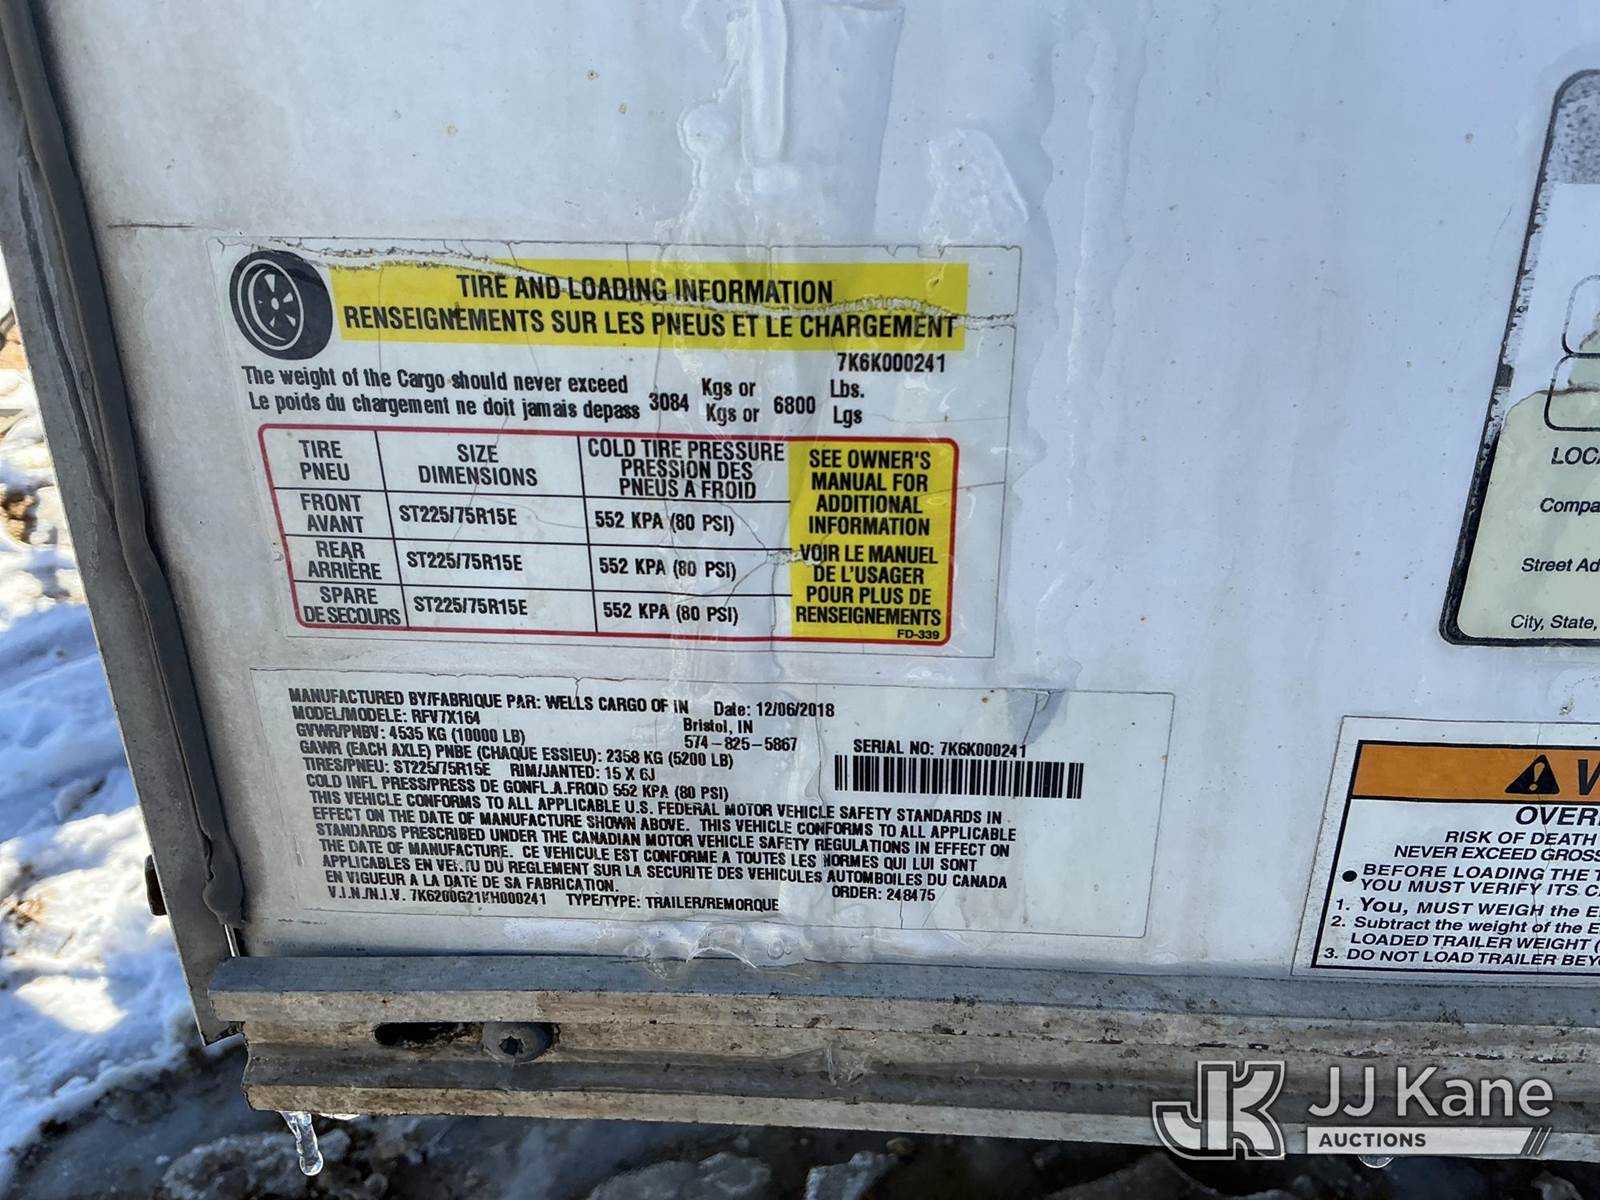 TIRE AND LOADING INFORMATION
RENSEIGNEMENTS SUR LES PNEUS ET LE CHARGEMENT
7K6K000241
The weight of the Cargo should never exceed 3084 Kgs or 6800 Lbs.
Le poids du chargement ne doit jamais depass Kgs or Lgs
TIRE PNEU
SIZE DIMENSIONS
COLD TIRE PRESSURE
PRESSION DES
PNEUS A FROID
FRONT AVANT ST225/75R15E 552 KPA (80 PSI)
REAR ARRIÈRE ST225/75R15E 552 KPA (80 PSI)
SPARE DE SECOURS ST225/75R15E 552 KPA (80 PSI)
SEE OWNER'S
MANUAL FOR
ADDITIONAL
INFORMATION
VOIR LE MANUEL
DE L'USAGER
POUR PLUS DE
RENSEIGNEMENTS
FD-339
MANUFACTURED BY/FABRIQUE PAR: WELLS CARGO OF IN Date: 12/06/2018
MODEL/MODELE: RFV7X164 Bristol, IN
GVWR/PNBV: 4535 KG (10000 LB) 574-825-5867
GAWR (EACH AXLE) PNBE (CHAQUE ESSIEU): 2358 KG (5200 LB)
SERIAL NO: 7K6K000241
TIRES/PNEU: ST225/75R15E RIM/JANTED: 15 X 6J
COLD INFL PRESS/PRESS DE GONFL.A.FROID 552 KPA (80 PSI)
THIS VEHICLE CONFORMS TO ALL APPLICABLE U.S. FEDERAL MOTOR VEHICLE SAFETY STANDARDS IN
EFFECT ON THE DATE OF MANUFACTURE SHOWN ABOVE. THIS VEHICLE CONFORMS TO ALL APPLICABLE
STANDARDS PRESCRIBED UNDER THE CANADIAN MOTOR VEHICLE SAFETY REGULATIONS IN EFFECT ON
THE DATE OF MANUFACTURE. CE VEHICULE EST CONFORME A TOUTES LES NORMES QUI LUI SONT
APPLICABLES EN VERTU DU REGLEMENT SUR LA SECURITE DES VEHICULES AUTOMBOILES DU CANADA
EN VIGUEUR A LA DATE DE SA FABRICATION.
V.I.N./N.I.V. 7K6200G21KH000241 TYPE/TYPE: TRAILER/REMORQUE ORDER: 248475
LOCA
Compa
Street Ad
City, State,
W
OVER
RISK OF DEATH
NEVER EXCEED GROSS
• BEFORE LOADING THE T
YOU MUST VERIFY ITS C
1. You, MUST WEIGH the E
2. Subtract the weight of the E
LOADED TRAILER WEIGHT (
3. DO NOT LOAD TRAILER BEY
JK JJ Kane
AUCTIONS